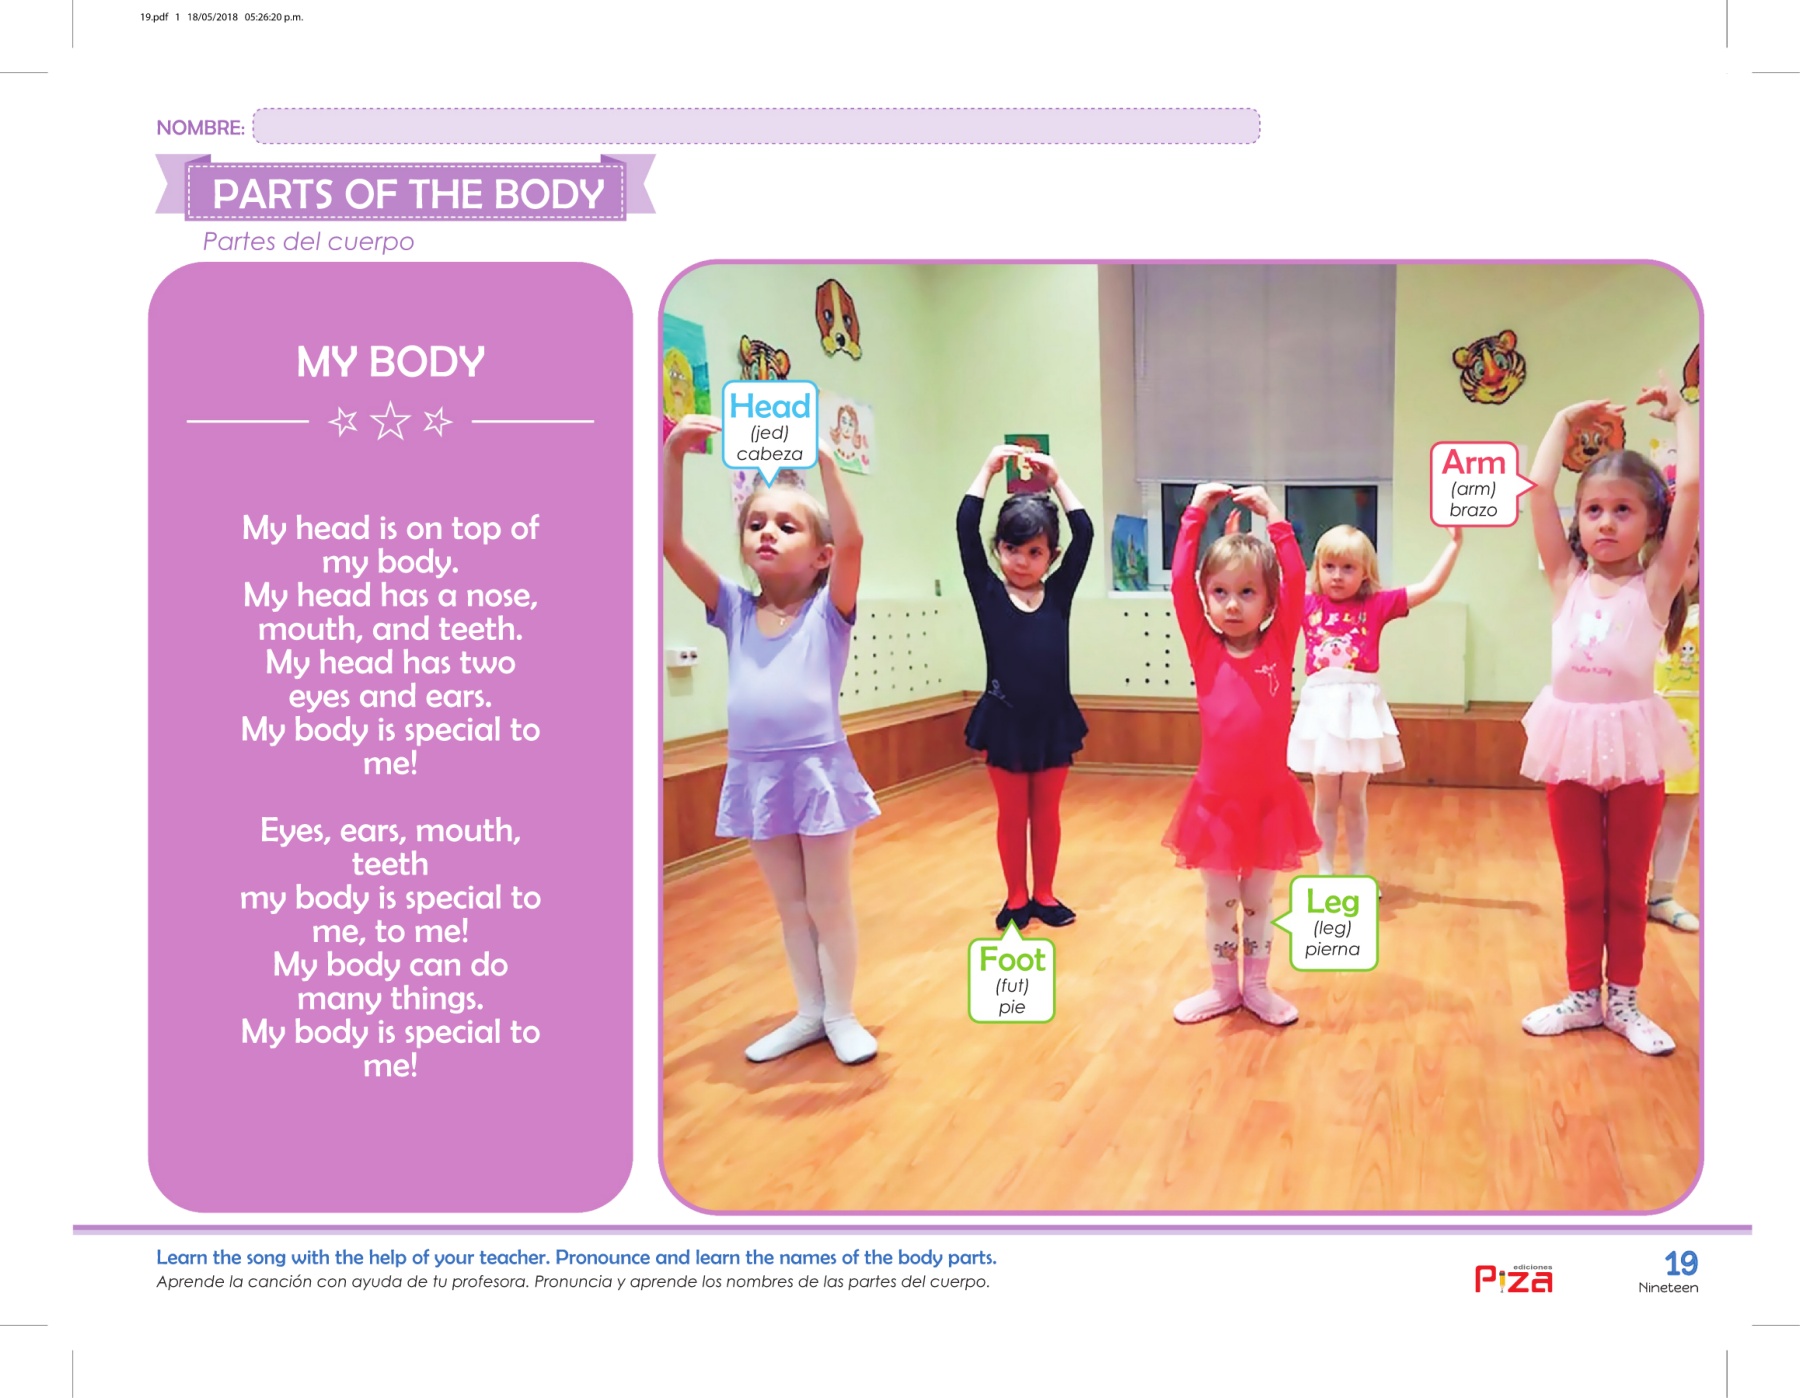 19.pdf 1 18/05/2018 05:26:20 p.m.
NOMBRE:
PARTS OF THE BODY
Partes del cuerpo
MY BODY
My head is on top of
my body.
My head has a nose,
mouth, and teeth.
My head has two
eyes and ears.
My body is special to
me!
Eyes, ears, mouth,
teeth
my body is special to
me, to me!
My body can do
many things.
My body is special to
me!
Head
(jed)
cabeza
Arm
(arm)
brazo
Hello Kitty
Leg
(leg)
pierna
Foot
(fut)
pie
Learn the song with the help of your teacher. Pronounce and learn the names of the body parts.
Aprende la canción con ayuda de tu profesora. Pronuncia y aprende los nombres de las partes del cuerpo.
ediciones
Piza
19
Nineteen